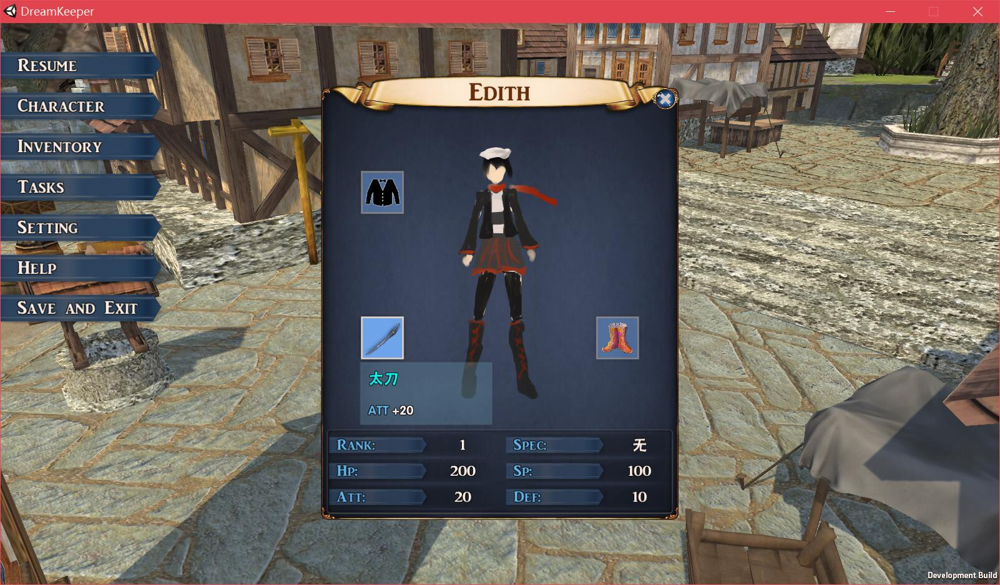 DreamKeeper
Resume
Character
Inventory
Tasks
Setting
Help
Save and Exit
Edith
太刀
ATT +20
Rank: 1 Spec: 无
Hp: 200 Sp: 100
Att: 20 Def: 10
Development Build